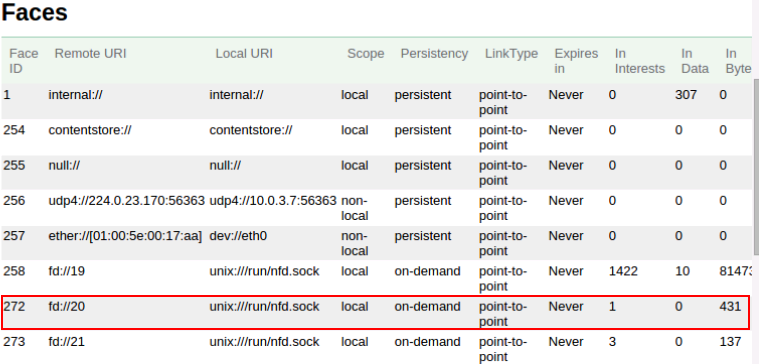 Faces
Face ID Remote URI Local URI Scope Persistency LinkType Expires in In Interests In Data In Byte
1 internal:// internal:// local persistent point-to-point Never 0 307 0
254 contentstore:// contentstore:// local persistent point-to-point Never 0 0 0
255 null:// null:// local persistent point-to-point Never 0 0 0
256 udp4://224.0.23.170:56363 udp4://10.0.3.7:56363 non-local persistent point-to-point Never 0 0 0
257 ether://[01:00:5e:00:17:aa] dev://eth0 non-local persistent point-to-point Never 0 0 0
258 fd://19 unix:///run/nfd.sock local on-demand point-to-point Never 1422 10 81473
272 fd://20 unix:///run/nfd.sock local on-demand point-to-point Never 1 0 431
273 fd://21 unix:///run/nfd.sock local on-demand point-to-point Never 3 0 137